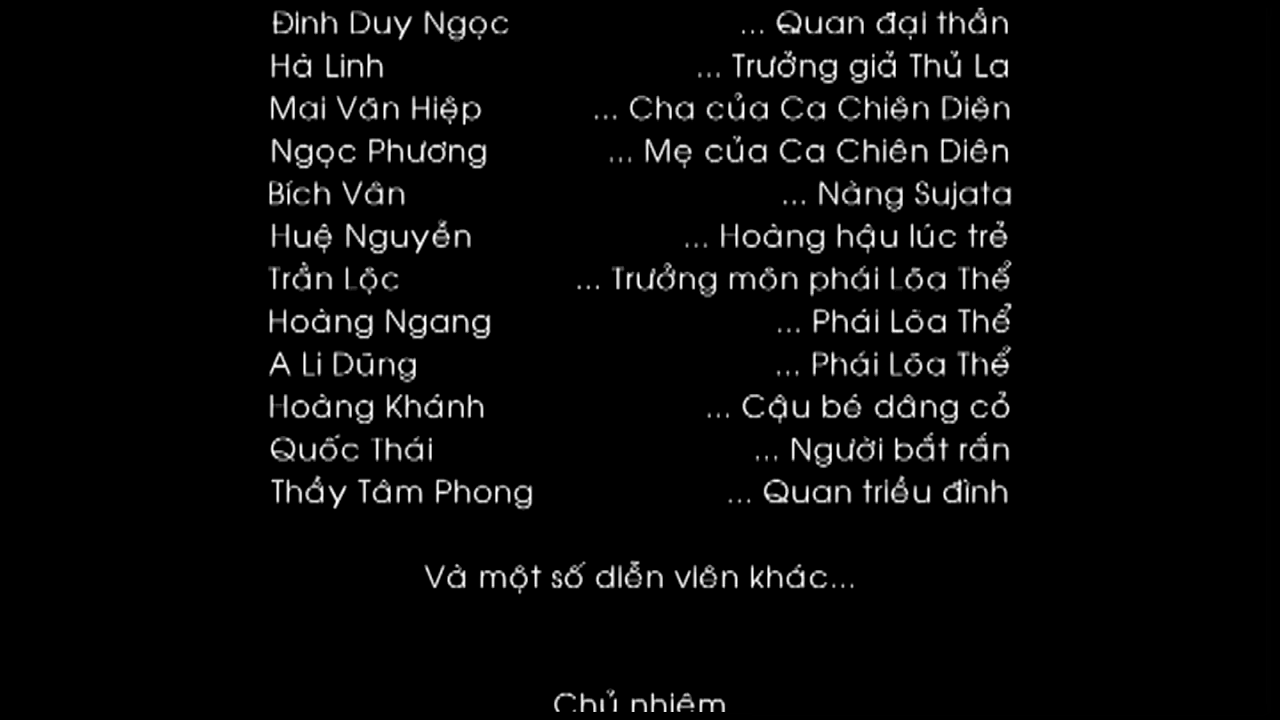 Đinh Duy Ngọc ... Quan đại thần
Hà Linh ... Trưởng giả Thủ La
Mai Văn Hiệp ... Cha của Ca Chiên Diên
Ngọc Phương ... Mẹ của Ca Chiên Diên
Bích Vân ... Nàng Sujata
Huệ Nguyễn ... Hoàng hậu lúc trẻ
Trần Lộc ... Trưởng môn phái Lõa Thể
Hoàng Ngang ... Phái Lõa Thể
A Li Dũng ... Phái Lõa Thể
Hoàng Khánh ... Cậu bé dâng cỏ
Quốc Thái ... Người bắt rắn
Thầy Tâm Phong ... Quan triều đình
Và một số diễn viên khác...
Chủ nhiệm